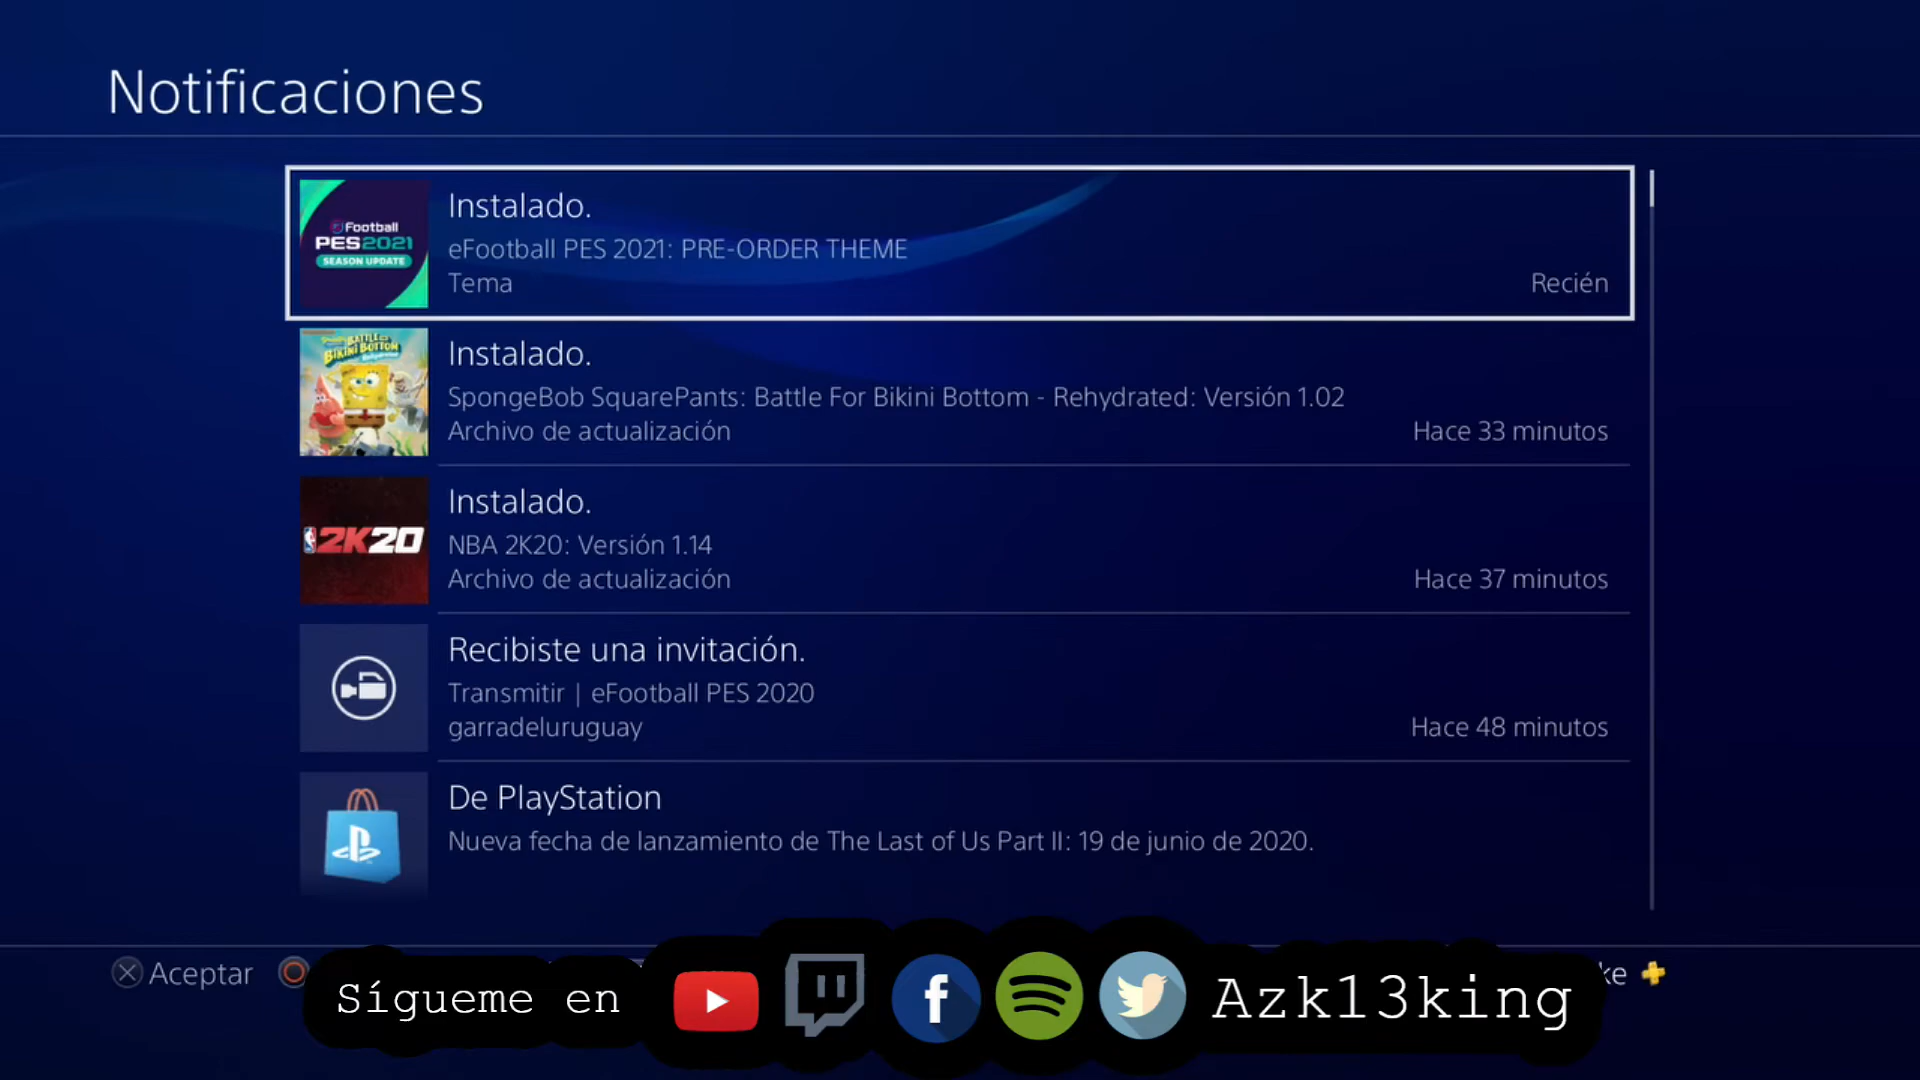 Notificaciones
Football
PES2021
SEASON UPDATE
Instalado.
eFootball PES 2021: PRE-ORDER THEME
Tema
Recién
BATTLE FOR
BIKINI BOTTOM
Rehydrated
Instalado.
SpongeBob SquarePants: Battle For Bikini Bottom - Rehydrated: Versión 1.02
Archivo de actualización
Hace 33 minutos
2K20
Instalado.
NBA 2K20: Versión 1.14
Archivo de actualización
Hace 37 minutos
Recibiste una invitación.
Transmitir | eFootball PES 2020
garradeluruguay
Hace 48 minutos
De PlayStation
Nueva fecha de lanzamiento de The Last of Us Part II: 19 de junio de 2020.
Aceptar
Sígueme en
Azk13king